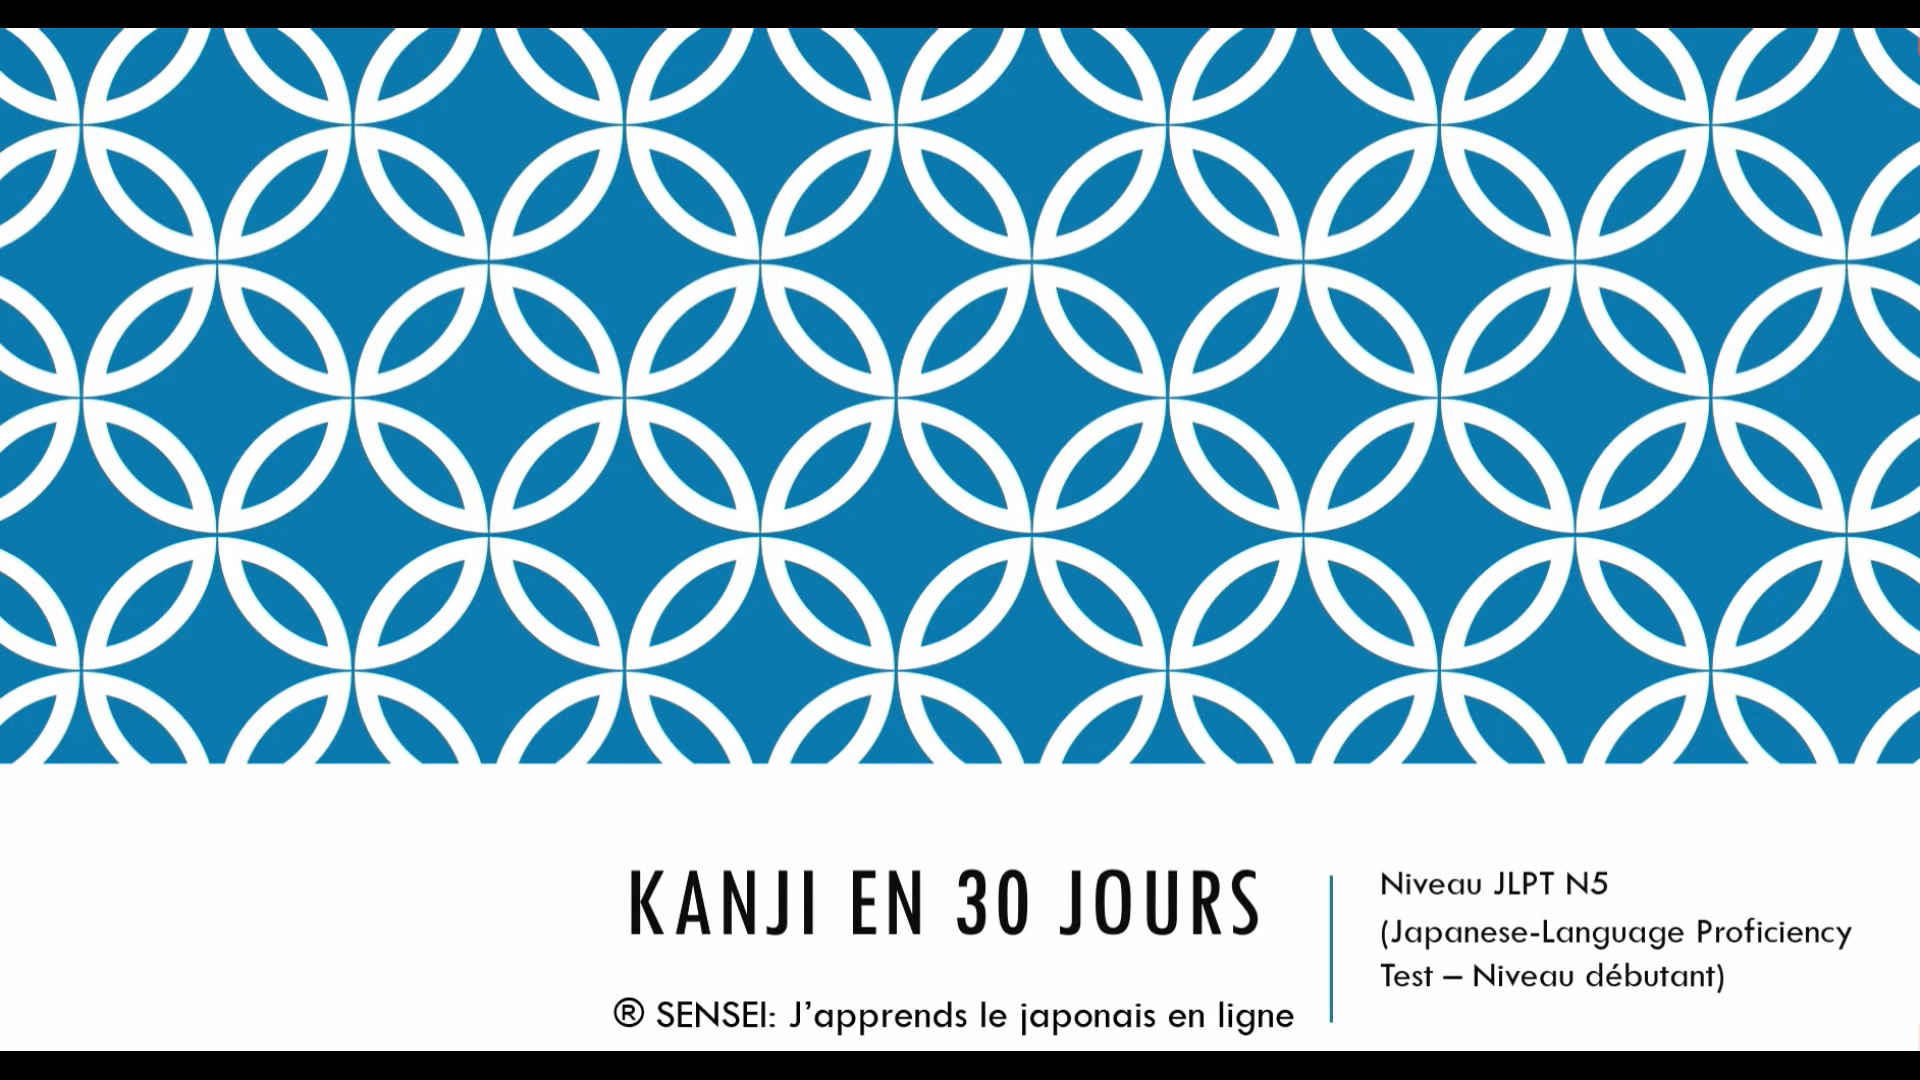 KANJI EN 30 JOURS
® SENSEI: J’apprends le japonais en ligne
Niveau JLPT N5
(Japanese-Language Proficiency
Test – Niveau débutant)